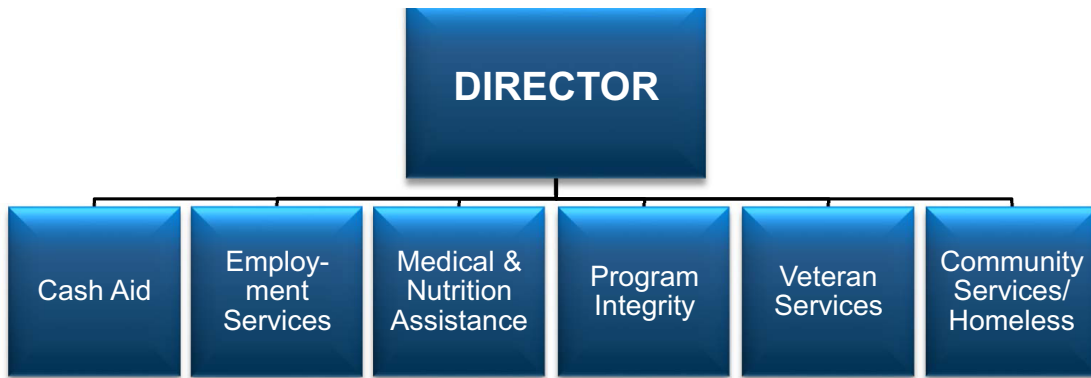 DIRECTOR
Cash Aid
Employ-
ment
Services
Medical &
Nutrition
Assistance
Program
Integrity
Veteran
Services
Community
Services/
Homeless